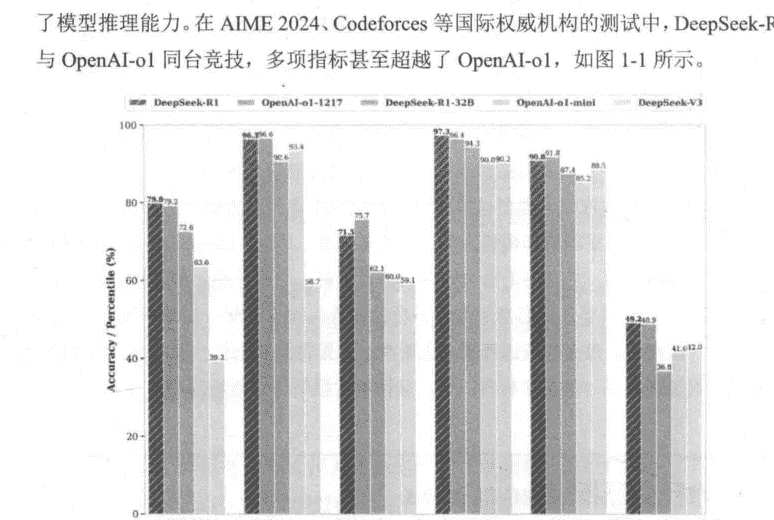 了模型推理能力。在 AIME 2024、Codeforces 等国际权威机构的测试中，DeepSeek-R
与 OpenAI-o1 同台竞技，多项指标甚至超越了 OpenAI-o1，如图 1-1 所示。
DeepSeek-R1 OpenAI-o1-1217 DeepSeek-R1-32B OpenAI-o1-mini DeepSeek-V3
Accuracy / Percentile (%)
100
80
60
40
20
0
79.8 79.2 72.6 63.6 39.2
96.3 96.6 90.6 93.4 58.7
71.5 75.7 62.1 60.0 59.1
97.3 96.4 94.3 90.0 90.2
90.8 91.8 87.4 85.2 88.5
49.2 48.9 36.8 41.6 42.0